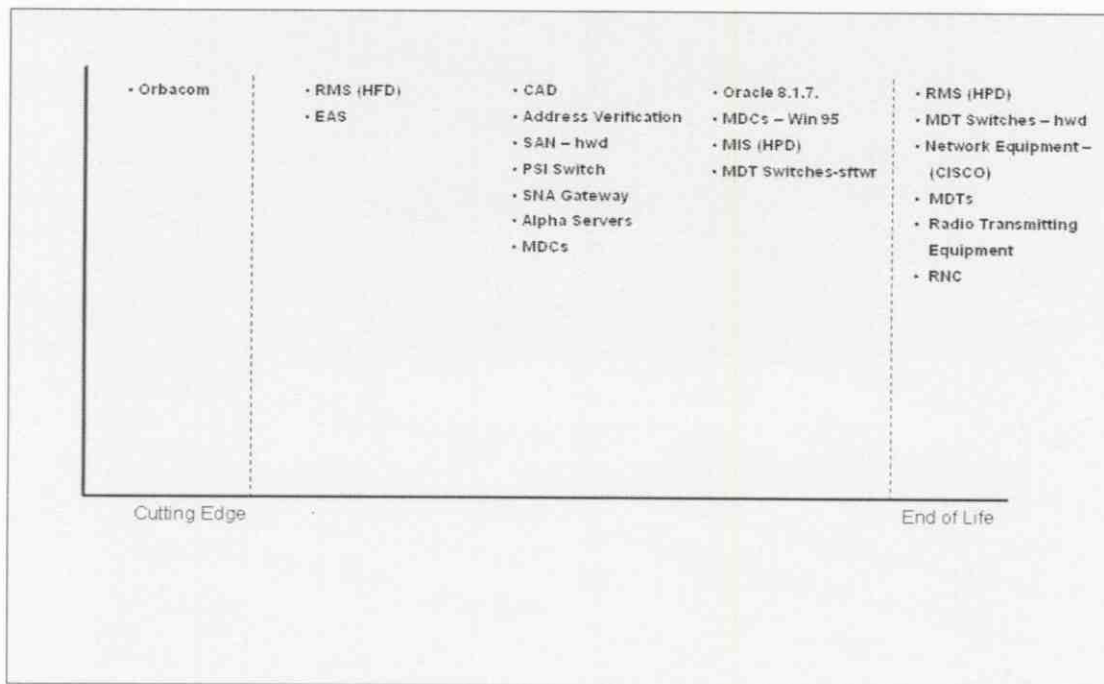 • Orbacom
• RMS (HFD)
• EAS
• CAD
• Address Verification
• SAN – hwd
• PSI Switch
• SNA Gateway
• Alpha Servers
• MDCs
• Oracle 8.1.7.
• MDCs – Win 95
• MIS (HPD)
• MDT Switches-sftwr
• RMS (HPD)
• MDT Switches – hwd
• Network Equipment –
(CISCO)
• MDTs
• Radio Transmitting
Equipment
• RNC
Cutting Edge
End of Life